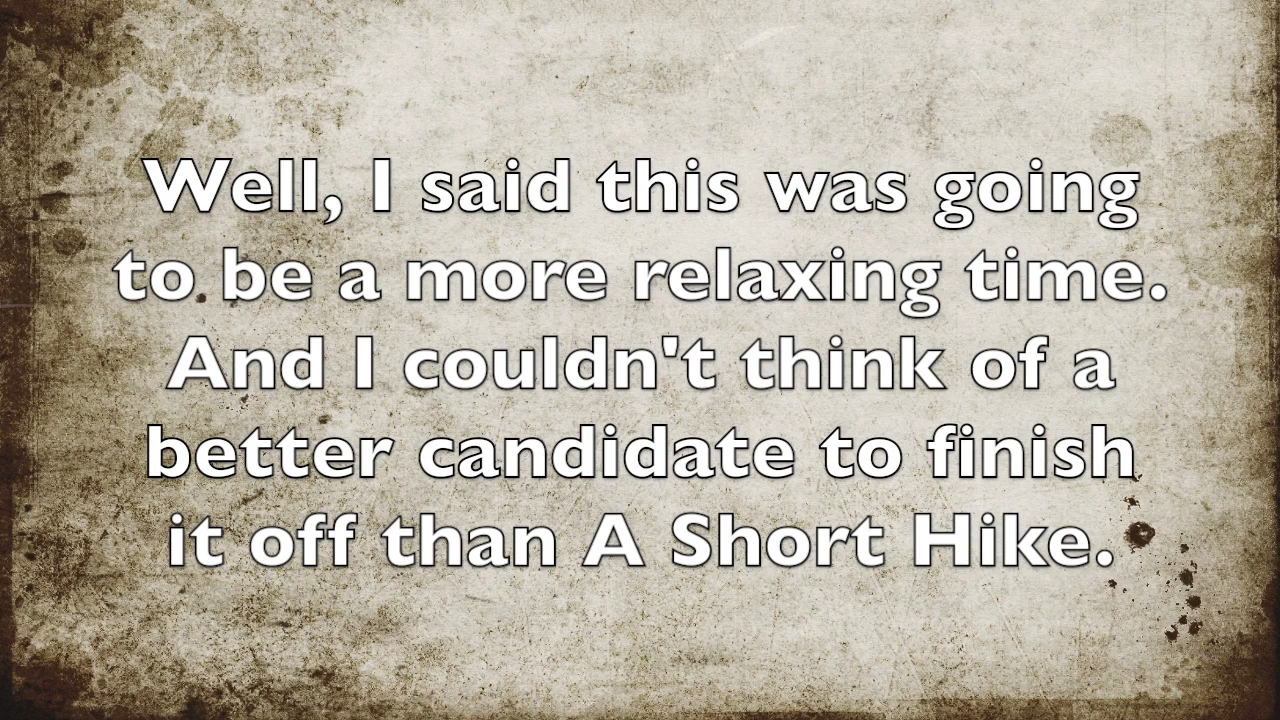 Well, I said this was going
to be a more relaxing time.
And I couldn't think of a
better candidate to finish
it off than A Short Hike.